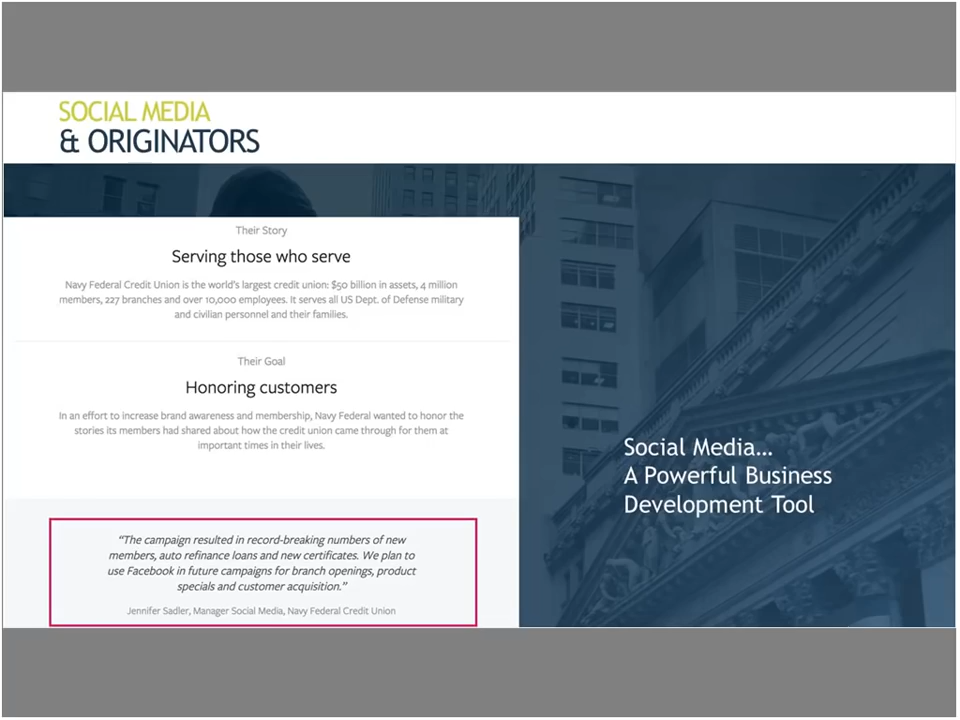 SOCIAL MEDIA
& ORIGINATORS
Their Story
Serving those who serve
Navy Federal Credit Union is the world's largest credit union: $50 billion in assets, 4 million
members, 227 branches and over 10,000 employees. It serves all US Dept. of Defense military
and civilian personnel and their families.
Their Goal
Honoring customers
In an effort to increase brand awareness and membership, Navy Federal wanted to honor the
stories its members had shared about how the credit union came through for them at
important times in their lives.
“The campaign resulted in record-breaking numbers of new
members, auto refinance loans and new certificates. We plan to
use Facebook in future campaigns for branch openings, product
specials and customer acquisition.”
Jennifer Sadler, Manager Social Media, Navy Federal Credit Union
Social Media...
A Powerful Business
Development Tool